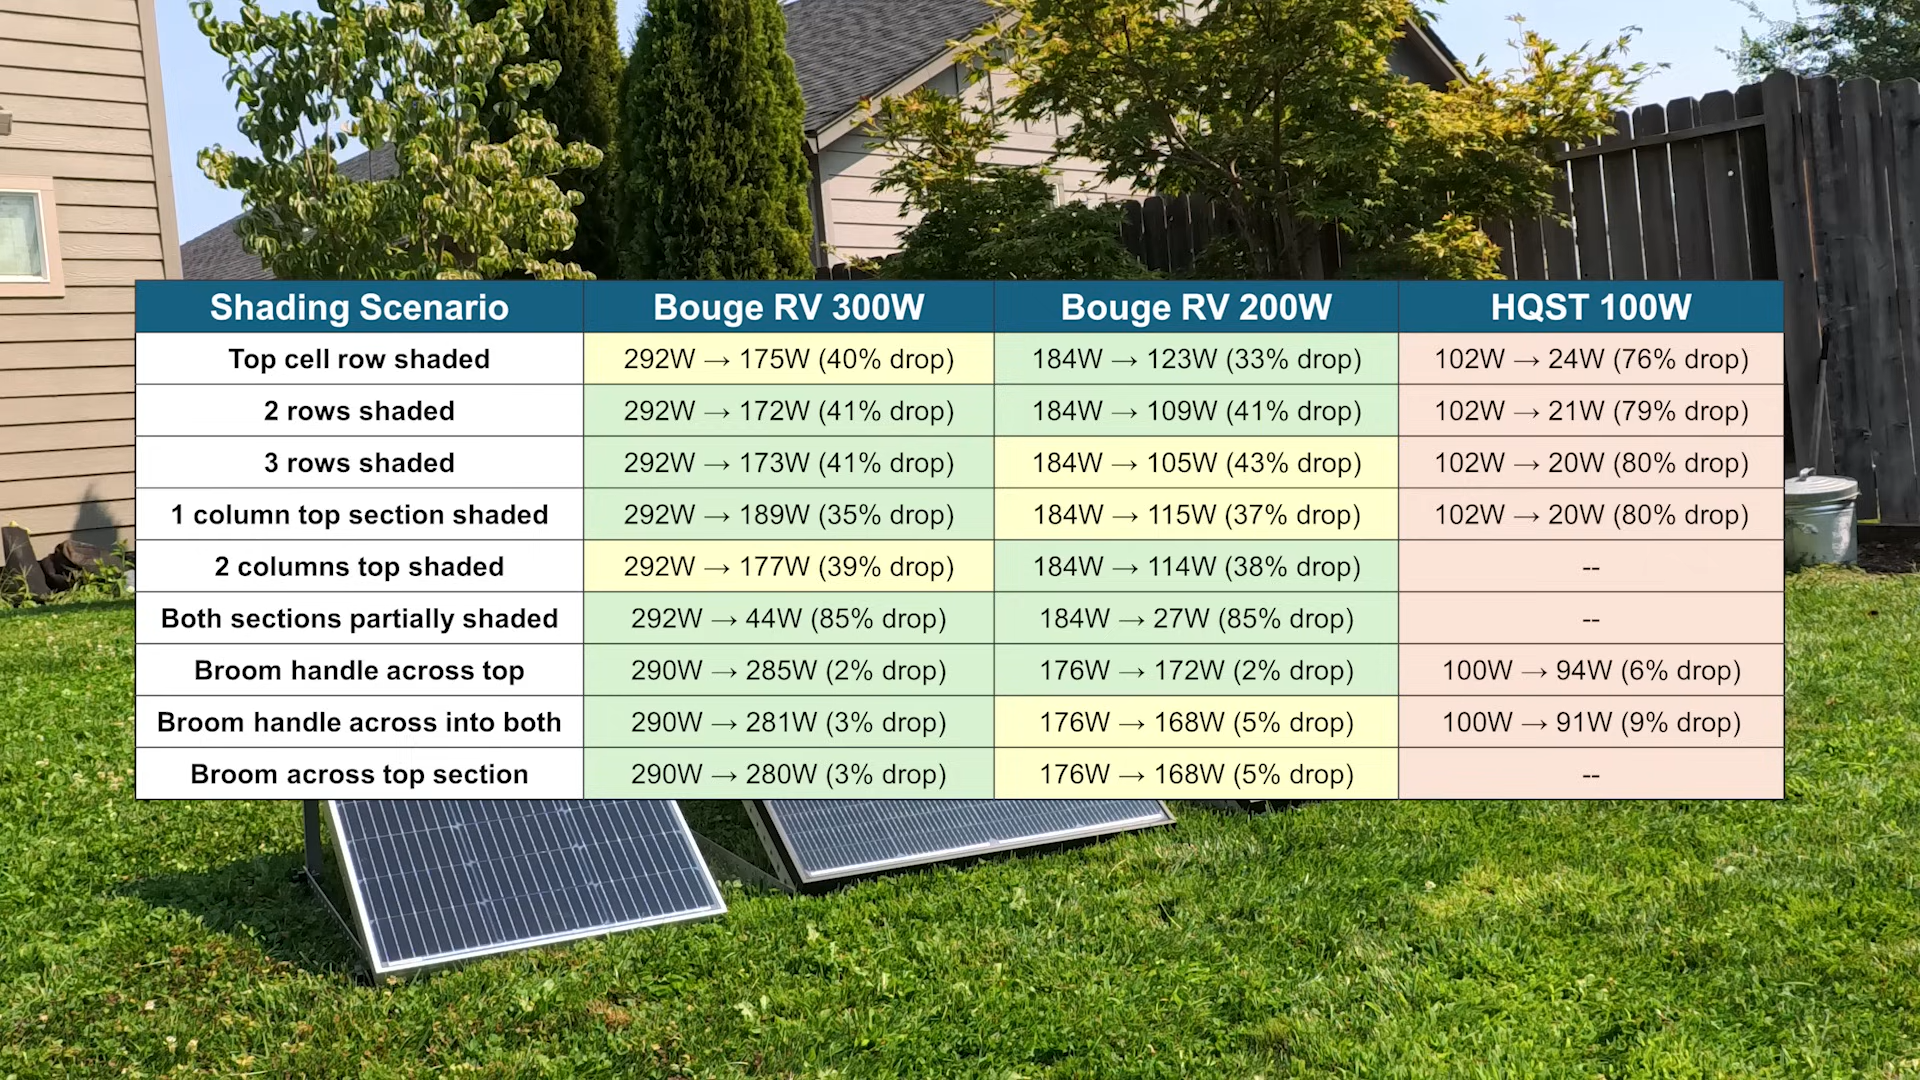 Shading Scenario Bouge RV 300W Bouge RV 200W HQST 100W
Top cell row shaded 292W → 175W (40% drop) 184W → 123W (33% drop) 102W → 24W (76% drop)
2 rows shaded 292W → 172W (41% drop) 184W → 109W (41% drop) 102W → 21W (79% drop)
3 rows shaded 292W → 173W (41% drop) 184W → 105W (43% drop) 102W → 20W (80% drop)
1 column top section shaded 292W → 189W (35% drop) 184W → 115W (37% drop) 102W → 20W (80% drop)
2 columns top shaded 292W → 177W (39% drop) 184W → 114W (38% drop) --
Both sections partially shaded 292W → 44W (85% drop) 184W → 27W (85% drop) --
Broom handle across top 290W → 285W (2% drop) 176W → 172W (2% drop) 100W → 94W (6% drop)
Broom handle across into both 290W → 281W (3% drop) 176W → 168W (5% drop) 100W → 91W (9% drop)
Broom across top section 290W → 280W (3% drop) 176W → 168W (5% drop) --